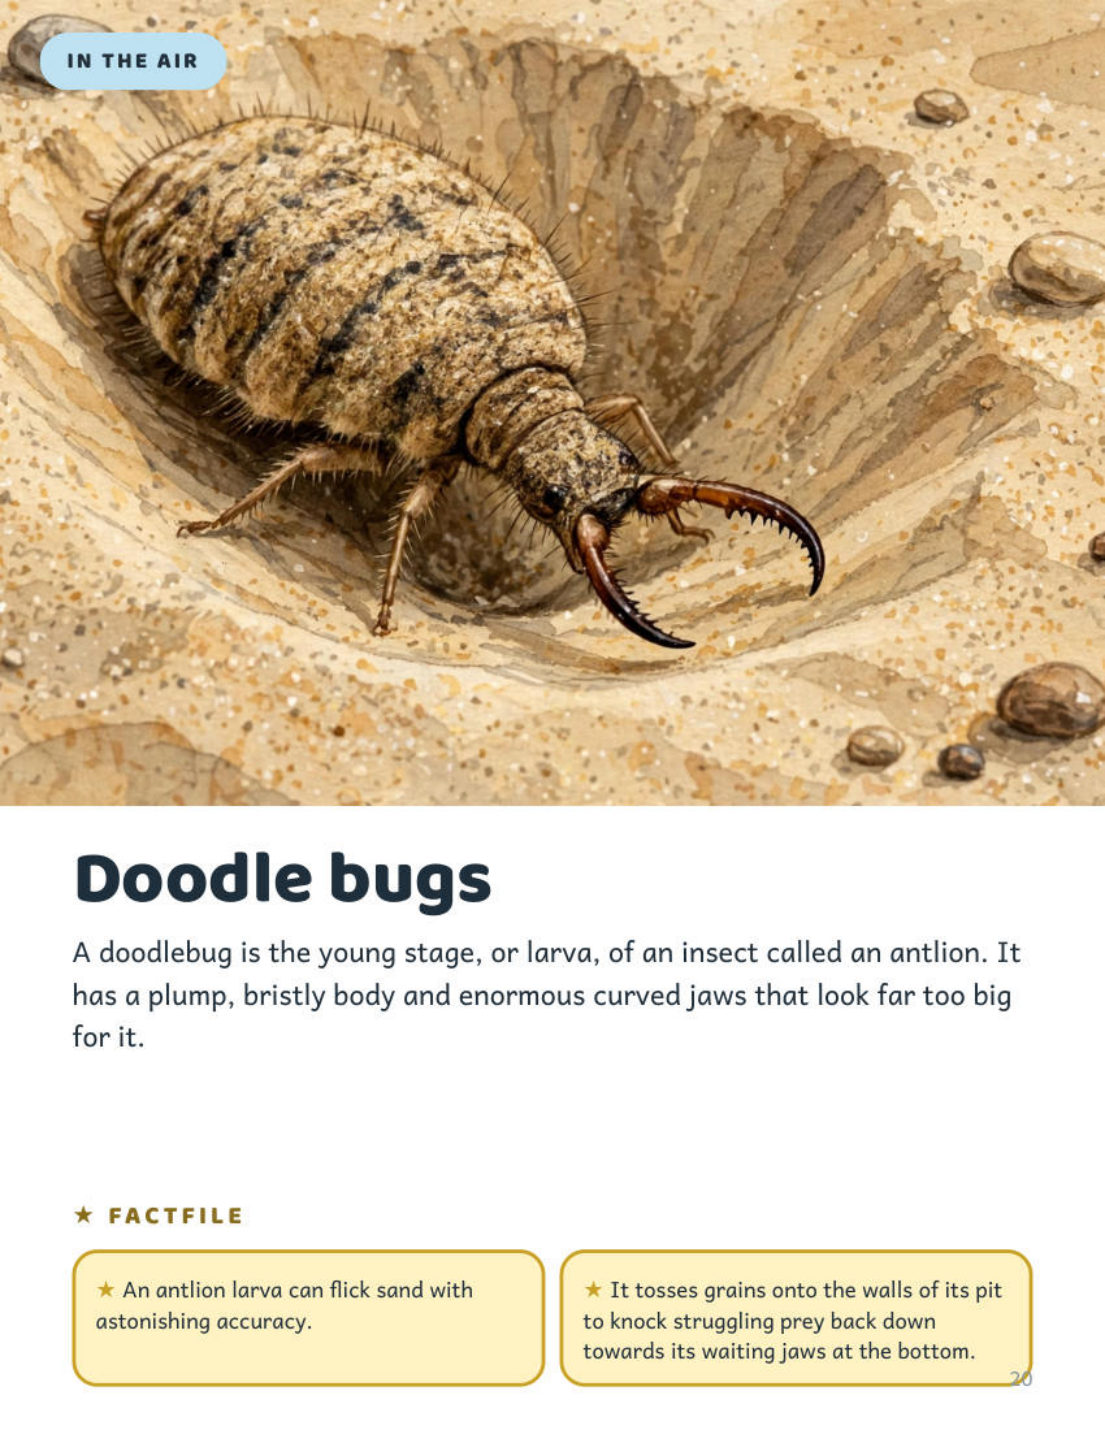 IN THE AIR
Doodle bugs
A doodlebug is the young stage, or larva, of an insect called an antlion. It
has a plump, bristly body and enormous curved jaws that look far too big
for it.
★ FACTFILE
★ An antlion larva can flick sand with
astonishing accuracy.
★ It tosses grains onto the walls of its pit
to knock struggling prey back down
towards its waiting jaws at the bottom.
20